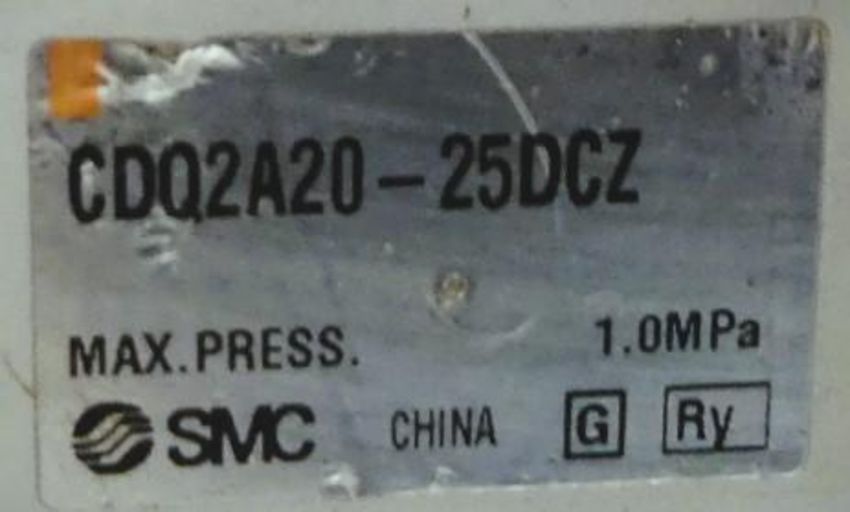 CDQ2A20-25DCZ
MAX.PRESS. 1.0MPa
SMC CHINA G Ry